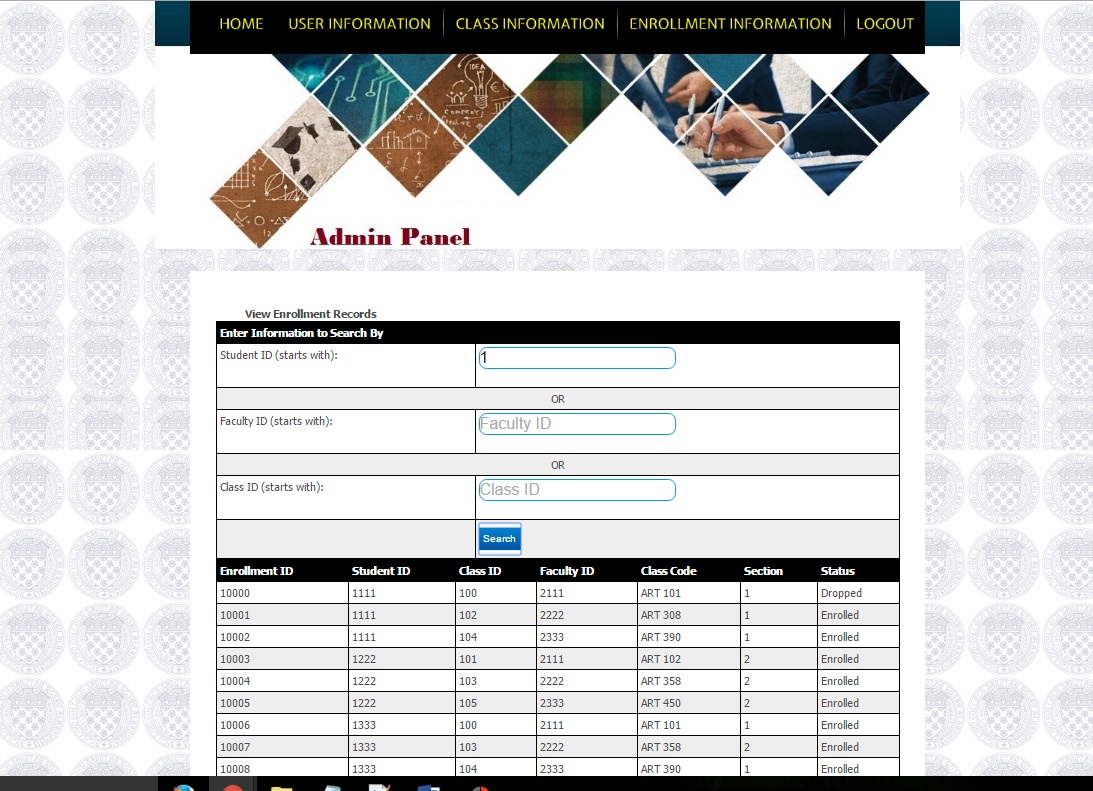 HOME USER INFORMATION CLASS INFORMATION ENROLLMENT INFORMATION LOGOUT
IDEA
Admin Panel
View Enrollment Records
Enter Information to Search By
Student ID (starts with): 1
OR
Faculty ID (starts with): Faculty ID
OR
Class ID (starts with): Class ID
Search
Enrollment ID Student ID Class ID Faculty ID Class Code Section Status
10000 1111 100 2111 ART 101 1 Dropped
10001 1111 102 2222 ART 308 1 Enrolled
10002 1111 104 2333 ART 390 1 Enrolled
10003 1222 101 2111 ART 102 2 Enrolled
10004 1222 103 2222 ART 358 2 Enrolled
10005 1222 105 2333 ART 450 2 Enrolled
10006 1333 100 2111 ART 101 1 Enrolled
10007 1333 103 2222 ART 358 2 Enrolled
10008 1333 104 2333 ART 390 1 Enrolled